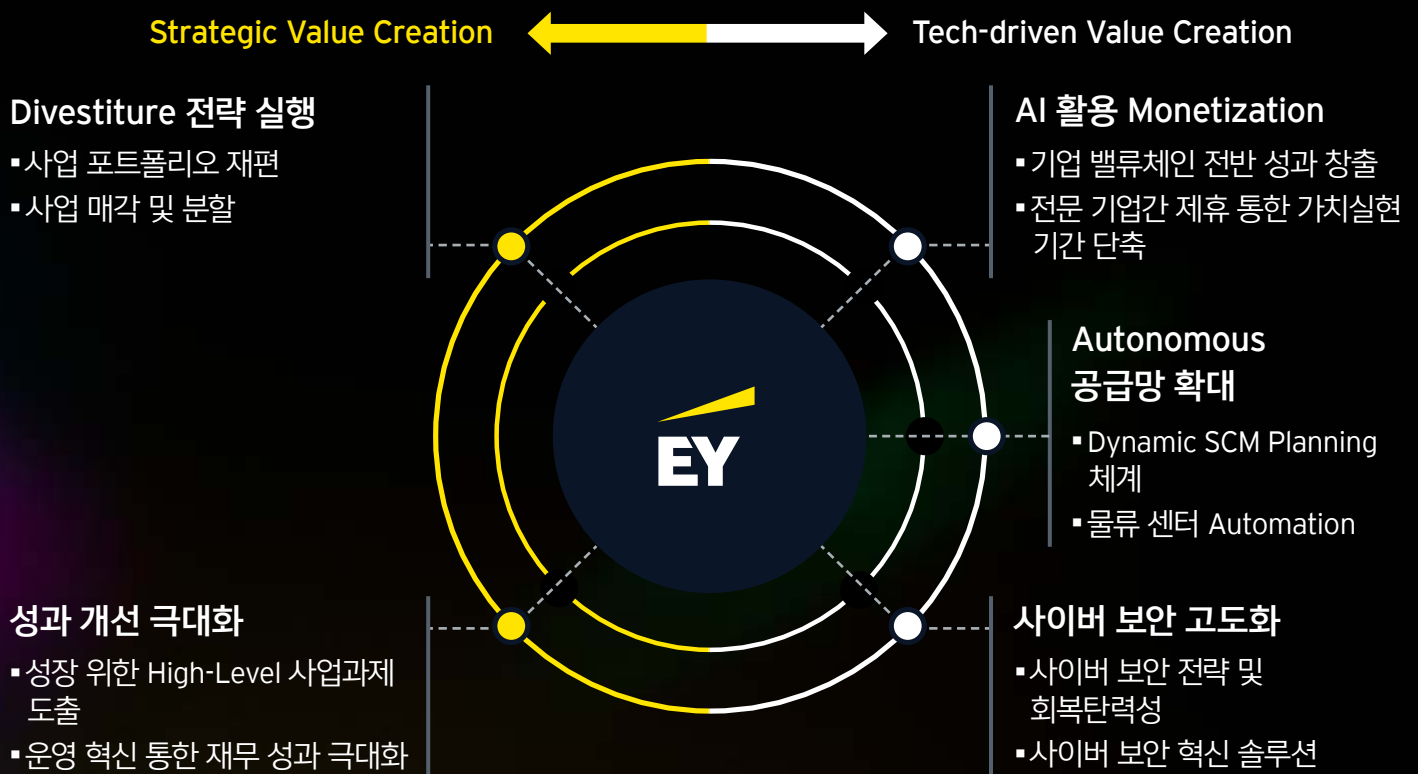 Strategic Value Creation
Tech-driven Value Creation
Divestiture 전략 실행
▪사업 포트폴리오 재편
▪사업 매각 및 분할
AI 활용 Monetization
▪기업 밸류체인 전반 성과 창출
▪전문 기업간 제휴 통한 가치실현
기간 단축
Autonomous
공급망 확대
▪Dynamic SCM Planning
체계
▪물류 센터 Automation
EY
성과 개선 극대화
▪성장 위한 High-Level 사업과제
도출
▪운영 혁신 통한 재무 성과 극대화
사이버 보안 고도화
▪사이버 보안 전략 및
회복탄력성
▪사이버 보안 혁신 솔루션